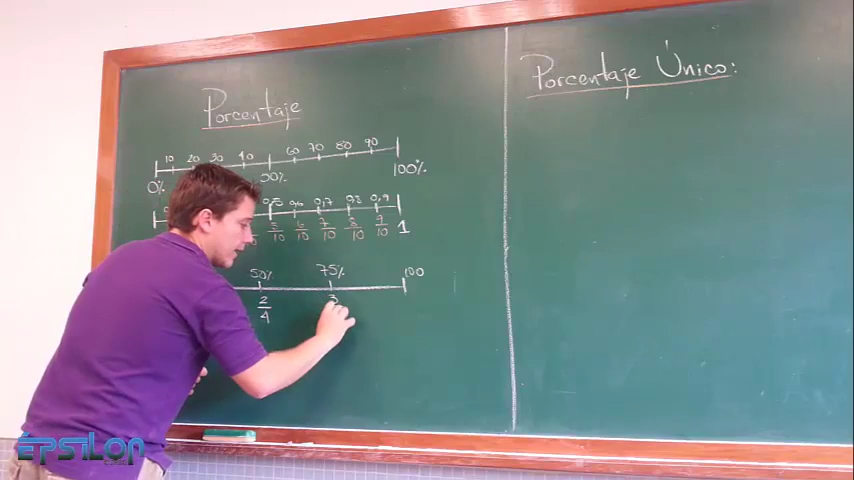 Porcentaje
10 20 30 40 60 70 80 90
0% 50% 100%
0,5 0,6 0,7 0,8 0,9
5/10 6/10 7/10 8/10 9/10 1
50% 75% 100
2/4 3
Porcentaje Único:
ÉPSILON